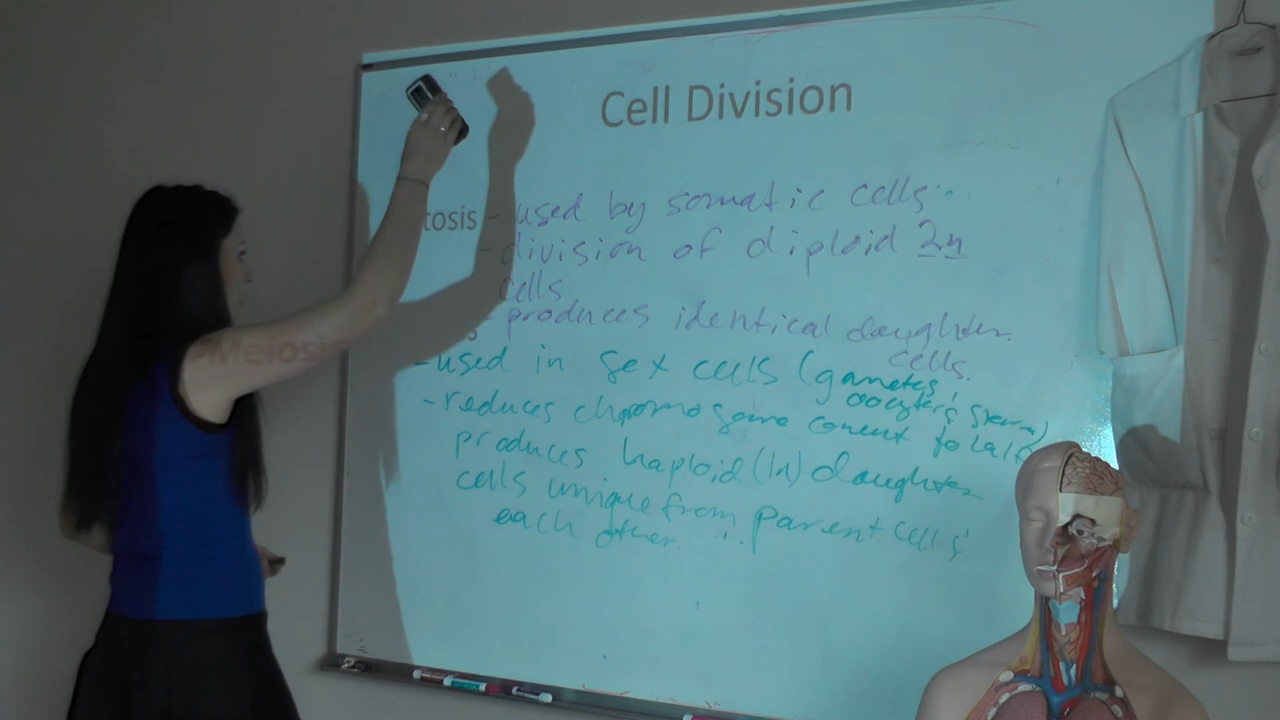 Cell Division
tosis - used by somatic cells
- division of diploid 2n
cells
- produces identical daughter
cells.
Meiosis
- used in sex cells (gametes,
oocyters, sperm)
- reduces chromosome conent to half
produces haploid (1n) daughter
cells unique from parent cells'
each other.